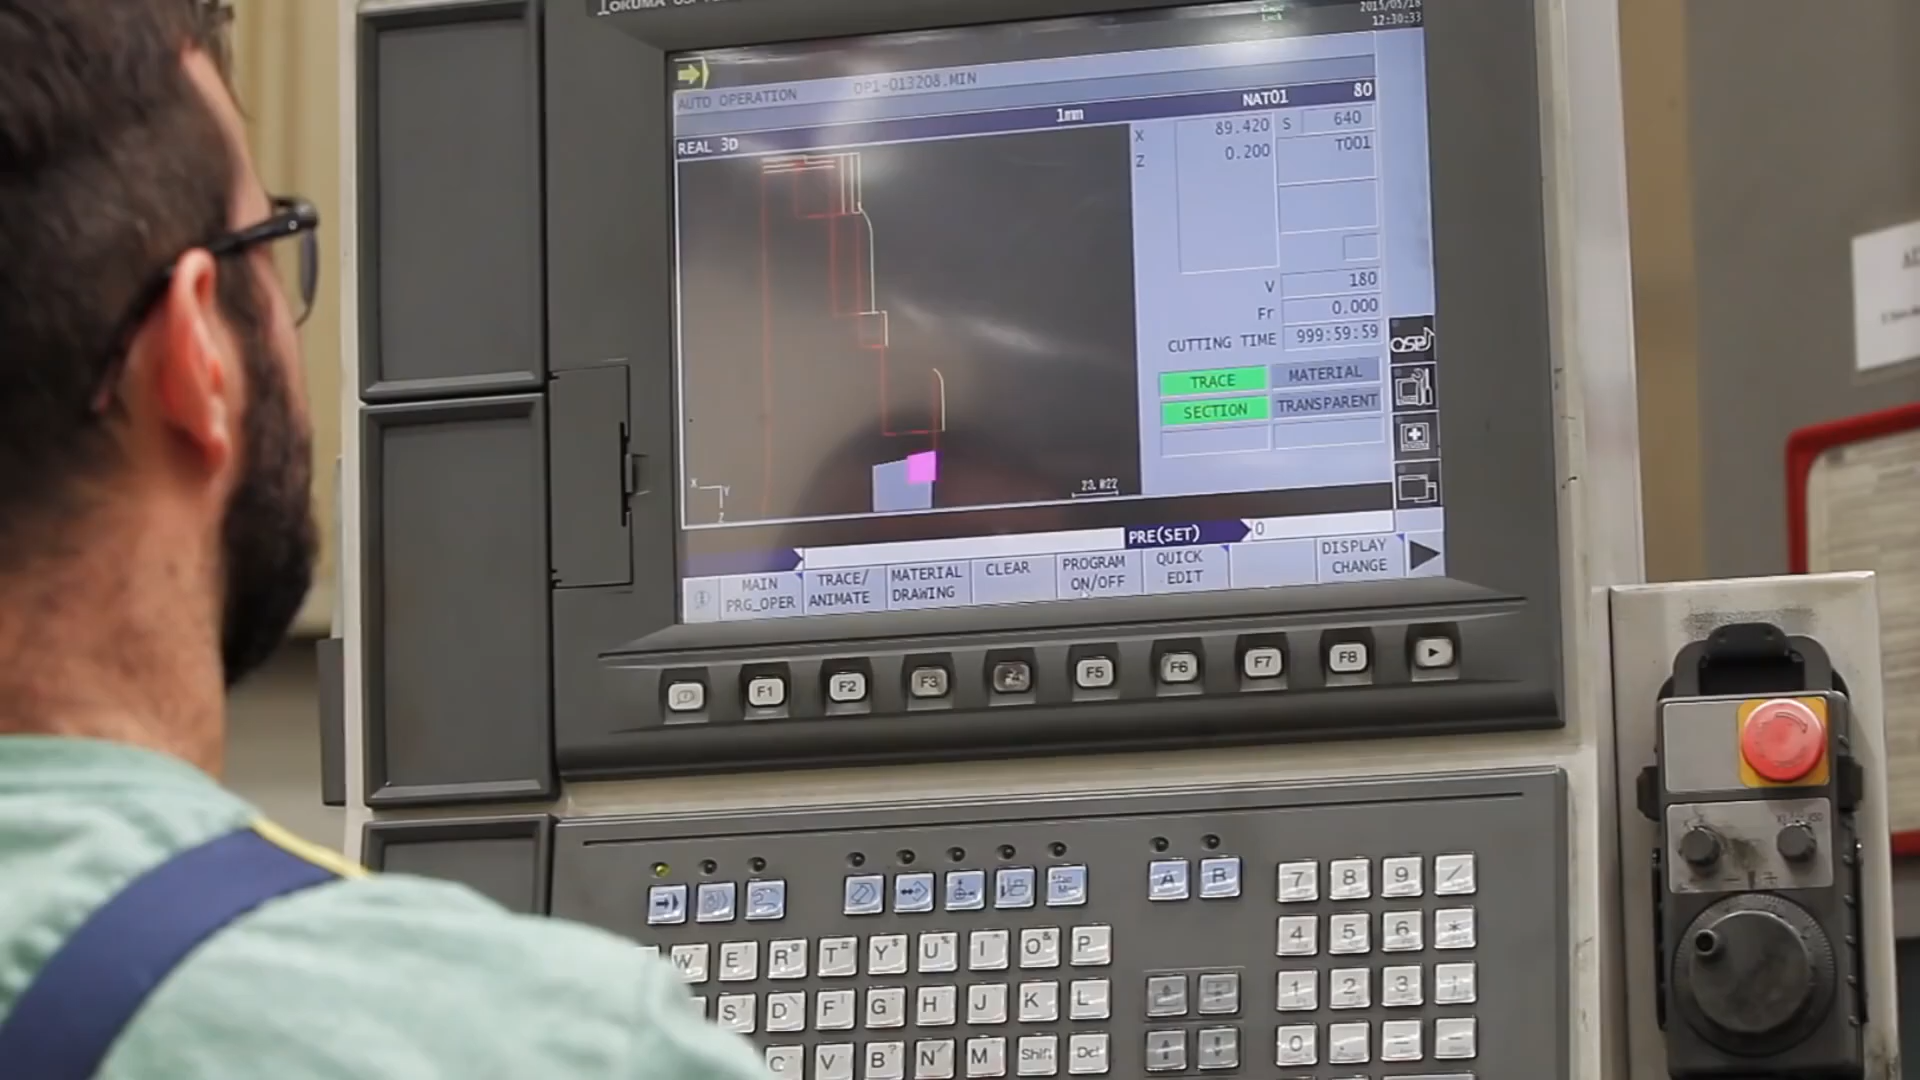 OKUMA
2015/05/18
12:30:33
AUTO OPERATION
OP1-013208.MIN
1mm
NAT01
80
REAL 3D
X 89.420 S 640
Z 0.200 T001
V 180
Fr 0.000
CUTTING TIME 999:59:59
TRACE MATERIAL
SECTION TRANSPARENT
X Y
Z
23.822
PRE(SET) 0
MAIN PRG_OPER
TRACE/ ANIMATE
MATERIAL DRAWING
CLEAR
PROGRAM ON/OFF
QUICK EDIT
DISPLAY CHANGE
OSP
F1 F2 F3 F5 F6 F7 F8
A B
7 8 9 /
W E R T Y U I O P
4 5 6 *
S D F G H J K L
1 2 3 +
C V B N M Shift Del
0 . = -